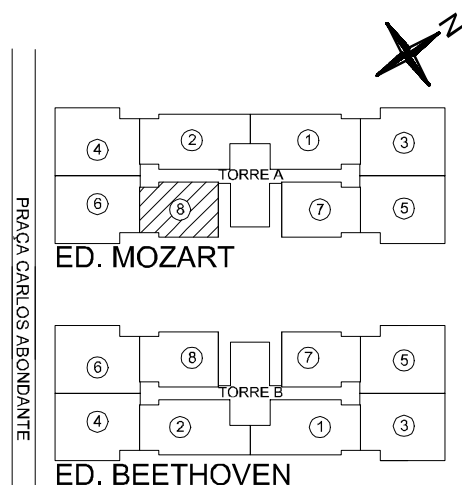 N
2
1
4
3
TORRE A
6
8
7
5
ED. MOZART
PRAÇA CARLOS ABONDANTE
6
8
7
5
TORRE B
4
2
1
3
ED. BEETHOVEN